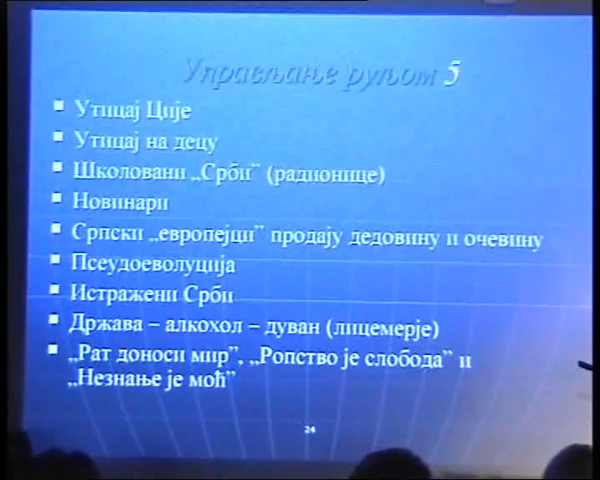 Управљање руљом 5
Утицај Ције
Утицај на децу
Школовани „Срби” (радионице)
Новинари
Српски „европејци” продају дедовину и очевину
Псеудоеволуција
Истражени Срби
Држава – алкохол – дуван (лицемерје)
„Рат доноси мир”, „Ропство је слобода” и
„Незнање је моћ”
24